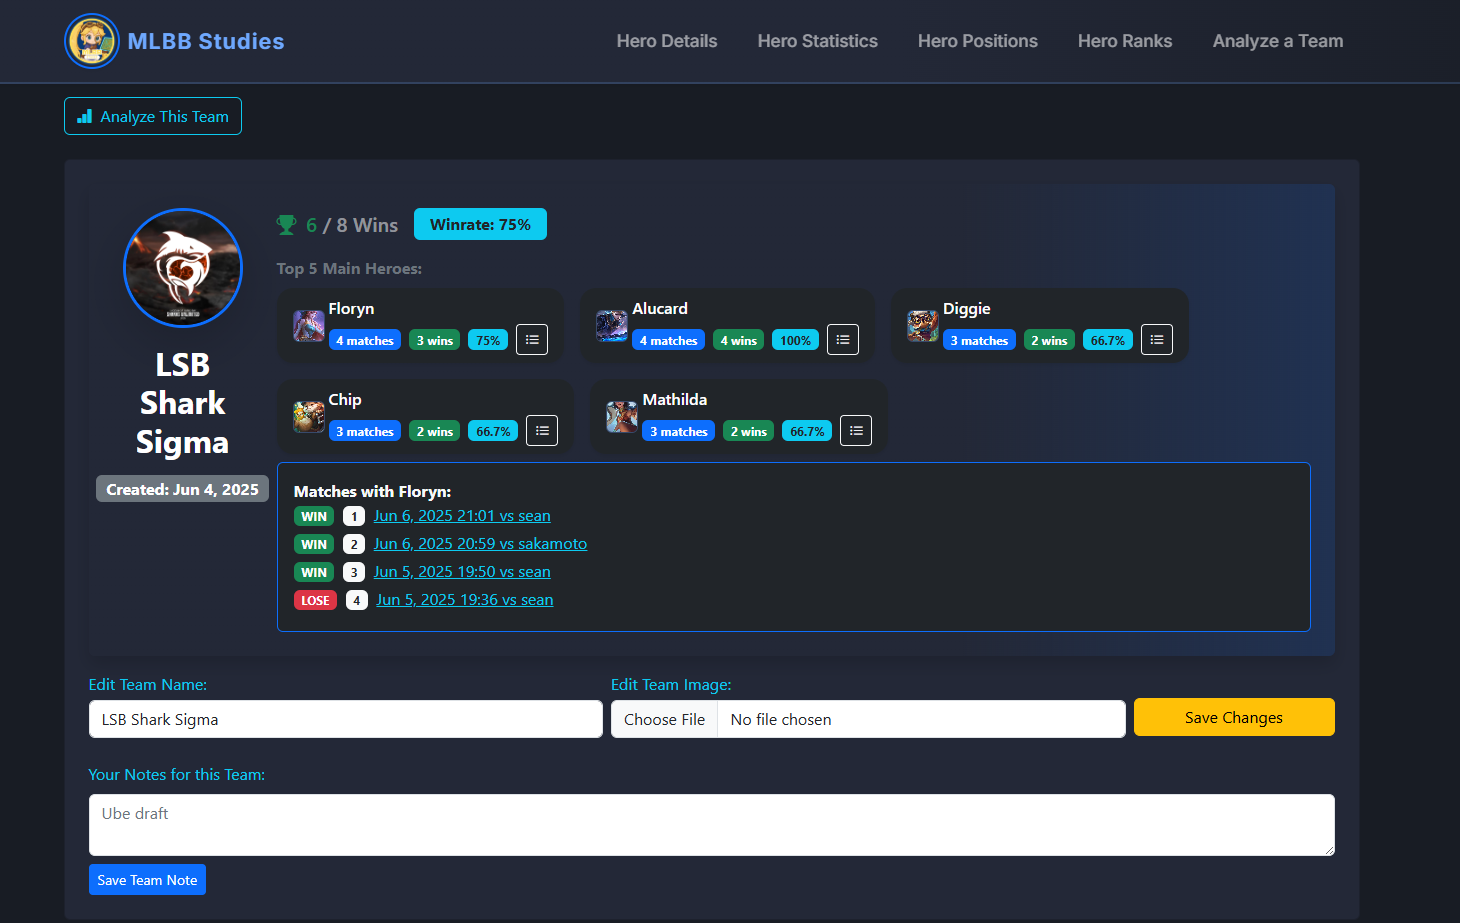 MLBB Studies
Hero Details
Hero Statistics
Hero Positions
Hero Ranks
Analyze a Team
Analyze This Team
LSB
Shark
Sigma
Created: Jun 4, 2025
6 / 8 Wins
Winrate: 75%
Top 5 Main Heroes:
Floryn
4 matches 3 wins 75%
Alucard
4 matches 4 wins 100%
Diggie
3 matches 2 wins 66.7%
Chip
3 matches 2 wins 66.7%
Mathilda
3 matches 2 wins 66.7%
Matches with Floryn:
WIN 1 Jun 6, 2025 21:01 vs sean
WIN 2 Jun 6, 2025 20:59 vs sakamoto
WIN 3 Jun 5, 2025 19:50 vs sean
LOSE 4 Jun 5, 2025 19:36 vs sean
Edit Team Name:
LSB Shark Sigma
Edit Team Image:
Choose File No file chosen
Save Changes
Your Notes for this Team:
Ube draft
Save Team Note